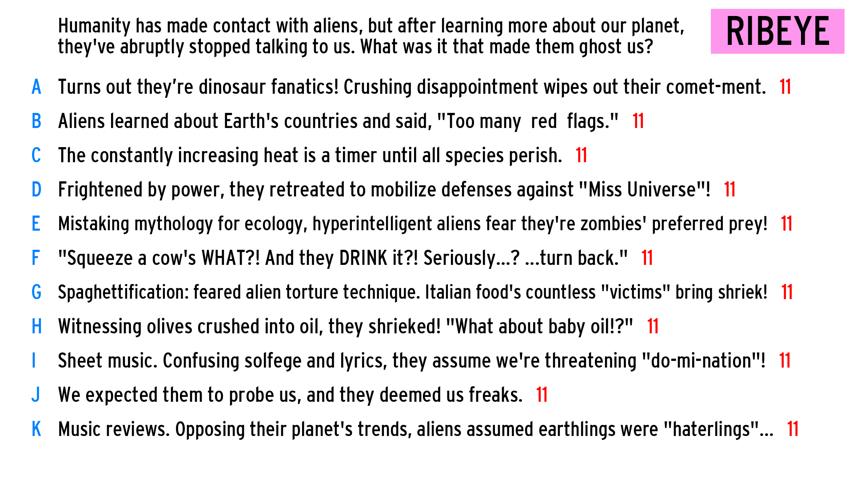 Humanity has made contact with aliens, but after learning more about our planet,
they've abruptly stopped talking to us. What was it that made them ghost us?
RIBEYE
A Turns out they’re dinosaur fanatics! Crushing disappointment wipes out their comet-ment. 11
B Aliens learned about Earth's countries and said, "Too many red flags." 11
C The constantly increasing heat is a timer until all species perish. 11
D Frightened by power, they retreated to mobilize defenses against "Miss Universe"! 11
E Mistaking mythology for ecology, hyperintelligent aliens fear they're zombies' preferred prey! 11
F "Squeeze a cow's WHAT?! And they DRINK it?! Seriously...? ...turn back." 11
G Spaghettification: feared alien torture technique. Italian food's countless "victims" bring shriek! 11
H Witnessing olives crushed into oil, they shrieked! "What about baby oil!?" 11
I Sheet music. Confusing solfege and lyrics, they assume we're threatening "do-mi-nation"! 11
J We expected them to probe us, and they deemed us freaks. 11
K Music reviews. Opposing their planet's trends, aliens assumed earthlings were "haterlings"... 11